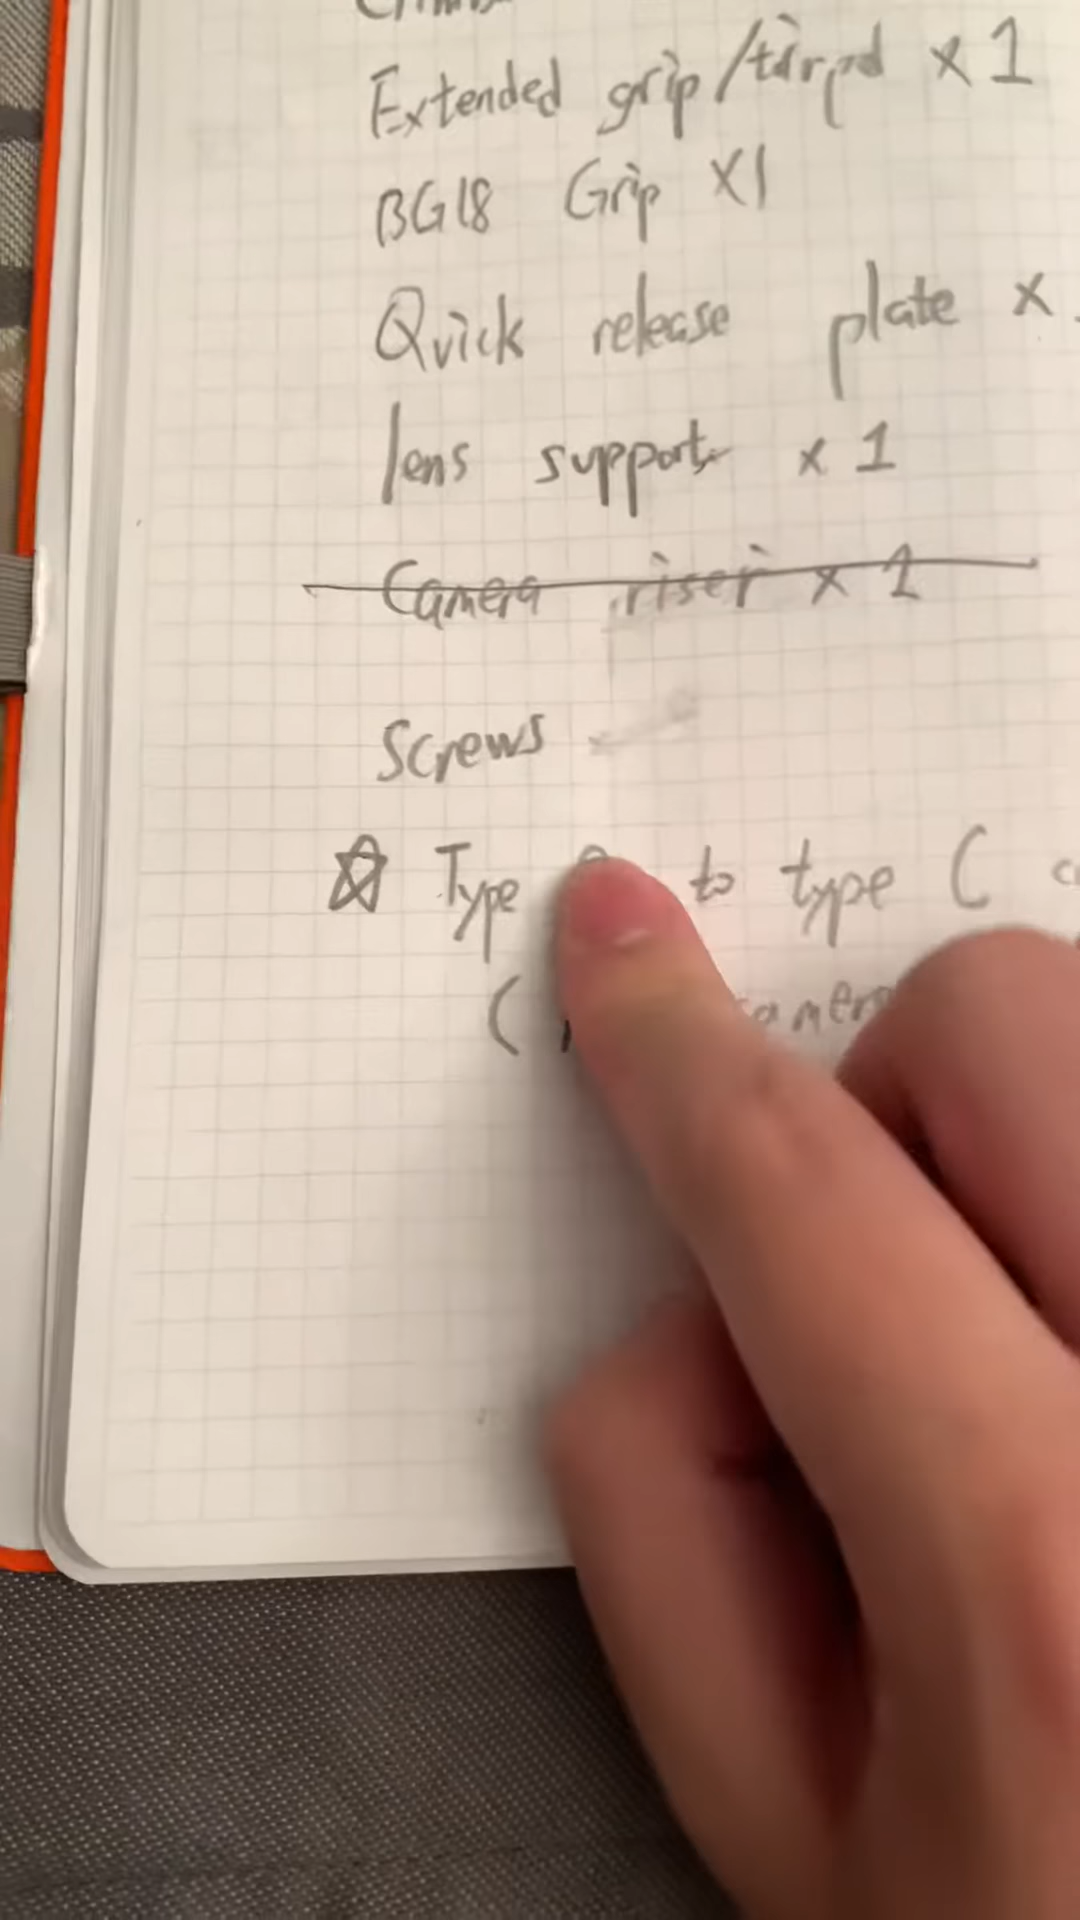 Extended grip/tirpd x 1
BG18 Grip X1
Quick release plate x
lens support x 1
Camera riser x 1
Screws
Type to type C
(